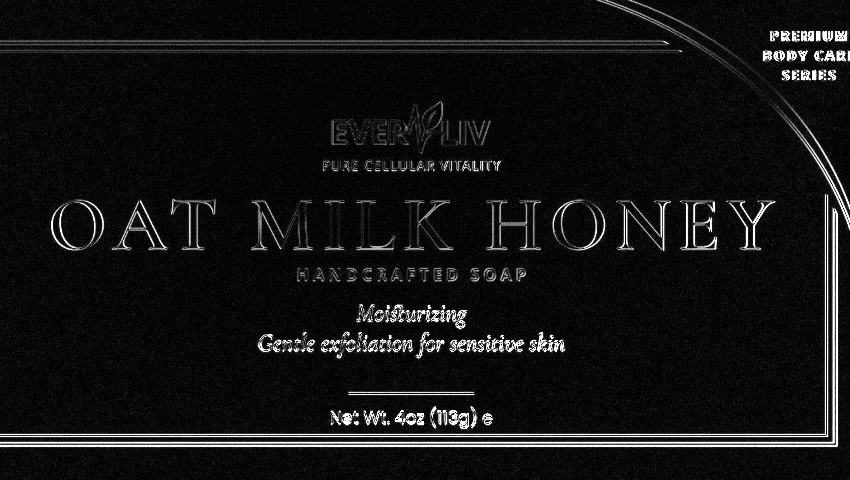 PREMIUM
BODY CARE
SERIES
EVERLIV
PURE CELLULAR VITALITY
OAT MILK HONEY
HANDCRAFTED SOAP
Moisturizing
Gentle exfoliation for sensitive skin
Net Wt. 4oz (113g) e